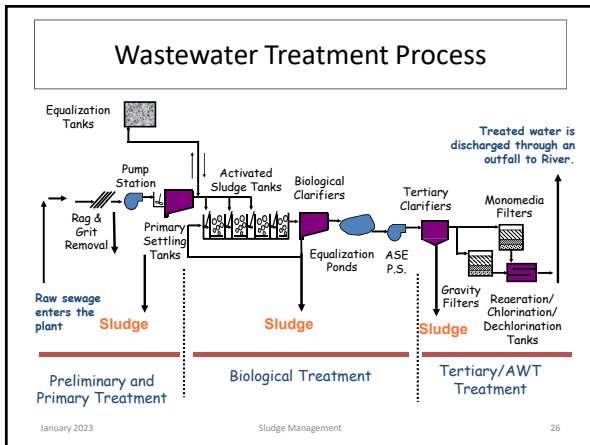 Wastewater Treatment Process
Equalization
Tanks
Treated water is
discharged through an
outfall to River.
Pump
Station
Activated
Sludge Tanks
Biological
Clarifiers
Tertiary
Clarifiers
Monomedia
Filters
Rag &
Grit
Removal
Primary
Settling
Tanks
Equalization
Ponds
ASE
P.S.
Gravity
Filters
Reaeration/
Chlorination/
Dechlorination
Tanks
Raw sewage
enters the
plant
Sludge
Sludge
Sludge
Preliminary and
Primary Treatment
Biological Treatment
Tertiary/AWT
Treatment
January 2023
Sludge Management
26